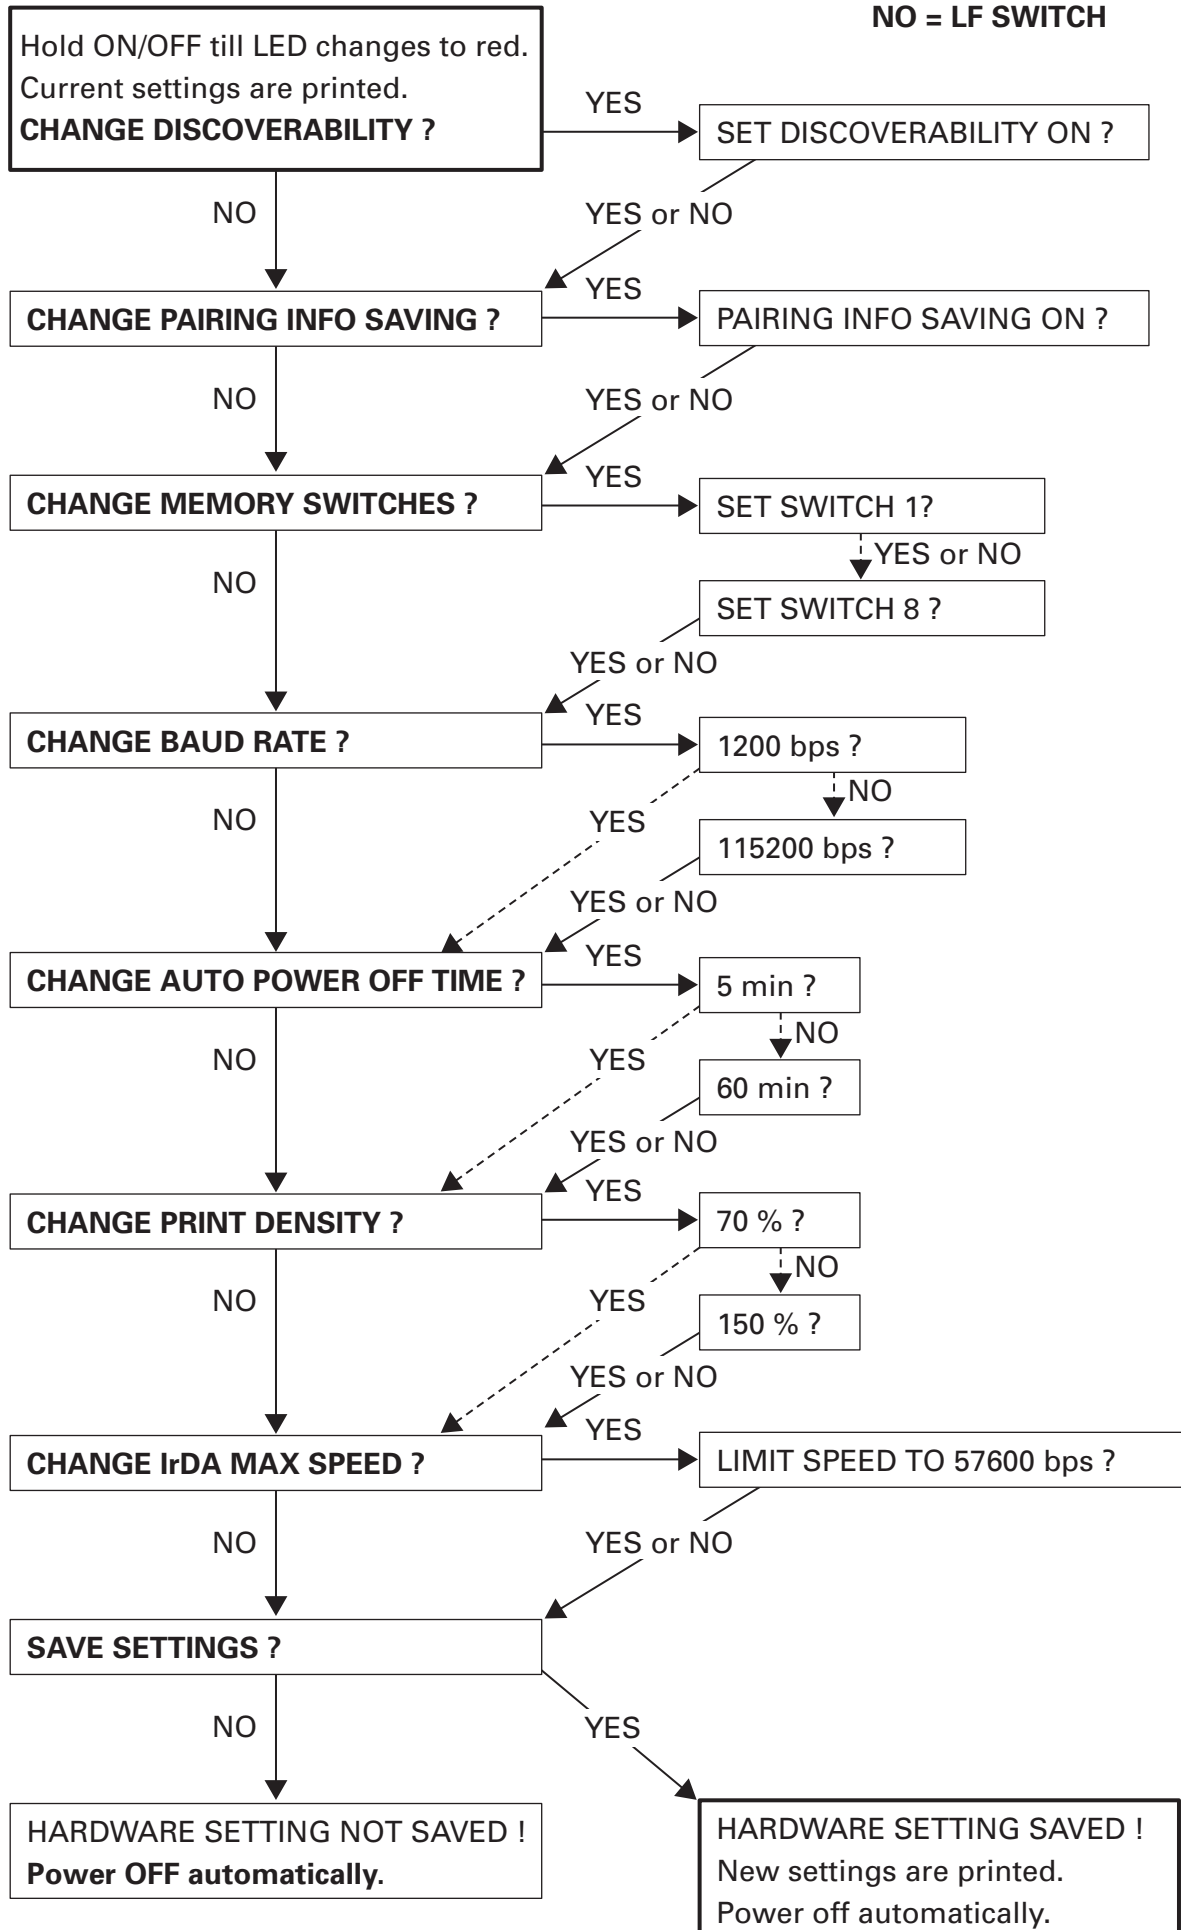 NO = LF SWITCH
Hold ON/OFF till LED changes to red.
Current settings are printed.
CHANGE DISCOVERABILITY ?
YES
SET DISCOVERABILITY ON ?
NO
YES or NO
CHANGE PAIRING INFO SAVING ?
YES
PAIRING INFO SAVING ON ?
NO
YES or NO
CHANGE MEMORY SWITCHES ?
YES
SET SWITCH 1?
YES or NO
NO
SET SWITCH 8 ?
YES or NO
CHANGE BAUD RATE ?
YES
1200 bps ?
NO
NO
YES
115200 bps ?
YES or NO
CHANGE AUTO POWER OFF TIME ?
YES
5 min ?
NO
NO
YES
60 min ?
YES or NO
CHANGE PRINT DENSITY ?
YES
70 % ?
NO
NO
YES
150 % ?
YES or NO
CHANGE IrDA MAX SPEED ?
YES
LIMIT SPEED TO 57600 bps ?
NO
YES or NO
SAVE SETTINGS ?
NO
YES
HARDWARE SETTING NOT SAVED !
Power OFF automatically.
HARDWARE SETTING SAVED !
New settings are printed.
Power off automatically.